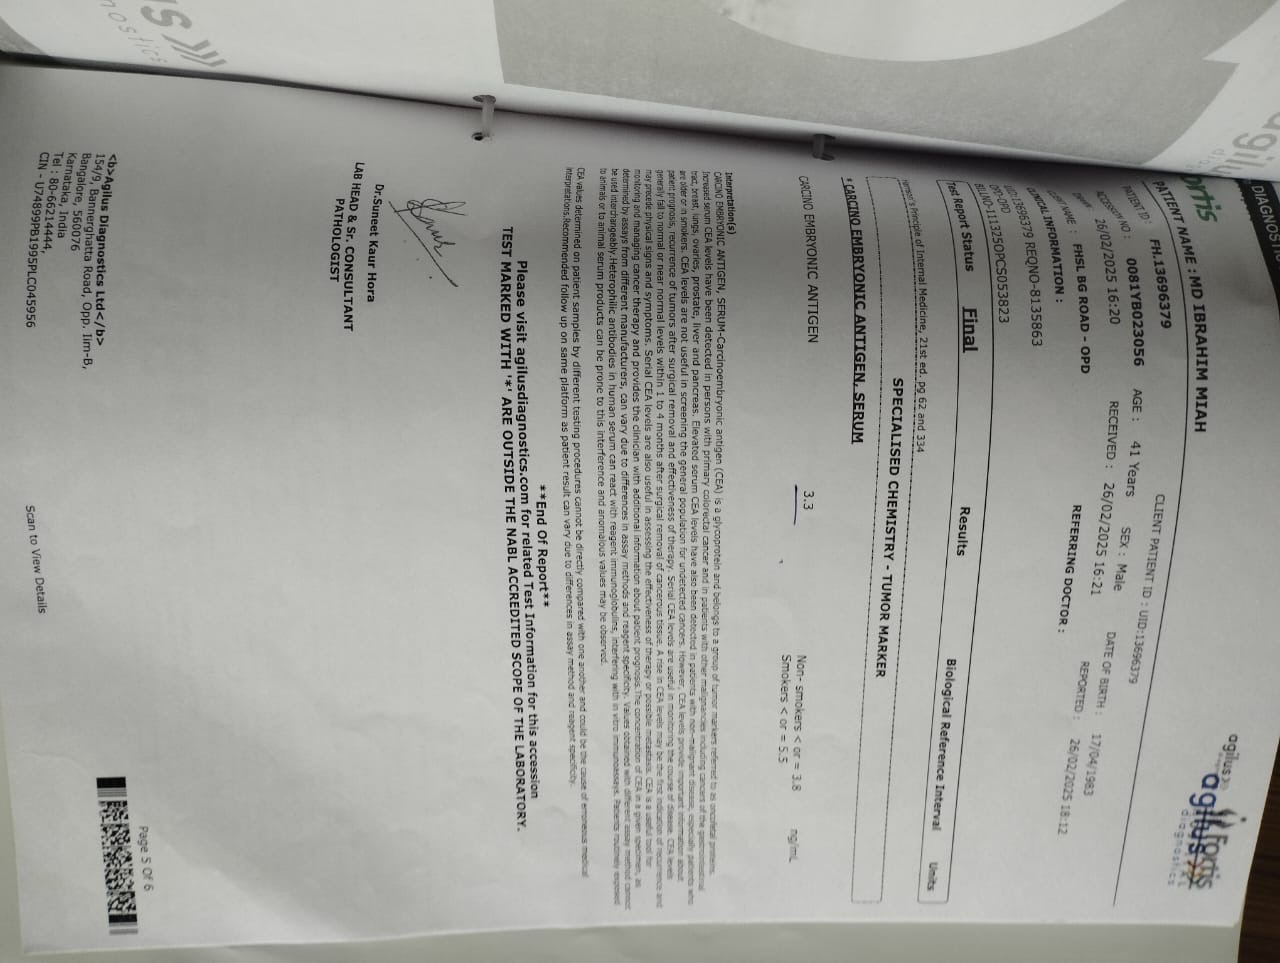 DIAGNOSTIC
ortis
agilus
Fortis
agilus
diagnostics
PATIENT NAME : MD IBRAHIM MIAH
PATIENT ID : FH.13696379
CLIENT PATIENT ID : UID:13696379
ACCESSION NO : 0081YB023056 AGE : 41 Years SEX : Male DATE OF BIRTH : 17/04/1983
26/02/2025 16:20 RECEIVED : 26/02/2025 16:21 REPORTED : 26/02/2025 18:12
CLIENT NAME : FHSL BG ROAD - OPD REFERRING DOCTOR :
CLINICAL INFORMATION :
UID:13696379 REQNO-8135863
OPD-OPD
BILLNO-111325OPCS053823
Test Report Status Final Results Biological Reference Interval Units
Principle of Internal Medicine, 21st ed. pg 62 and 334
SPECIALISED CHEMISTRY - TUMOR MARKER
* CARCINO EMBRYONIC ANTIGEN, SERUM
CARCINO EMBRYONIC ANTIGEN 3.3 Non- smokers < or = 3.8 ng/mL
Smokers < or = 5.5
Interpretation(s)
CARCINO EMBRYONIC ANTIGEN, SERUM-Carcinoembryonic antigen (CEA) is a glycoprotein and belongs to a group of tumor markers referred to as oncofetal proteins.
Increased serum CEA levels have been detected in persons with primary colorectal cancer and in patients with other malignancies including cancers of the gastrointestinal
tract, breast, lungs, ovaries, prostate, liver and pancreas. Elevated serum CEA levels have also been detected in patients with non-malignant disease, especially patients who
are older or in smokers. CEA levels are not useful in screening the general population for undetected cancers. However, CEA levels provide important information about
patient prognosis, recurrence of tumors after surgical removal and effectiveness of therapy. Serial CEA levels are useful in monitoring the course of disease. CEA levels
generally fall to normal or near normal levels within 1 to 4 months after surgical removal of cancerous tissue. A rise in CEA levels may be the first indication of recurrence and
may precede physical signs and symptoms. Serial CEA levels are also useful in assessing the effectiveness of therapy or possible metastasis. CEA is a useful tool for
monitoring and managing cancer therapy and provides the clinician with additional information about patient prognosis.The concentration of CEA in a given specimen, as
determined by assays from different manufacturers, can vary due to differences in assay methods and reagent specificity. Values obtained with different assay method cannot
be used interchangeably.Heterophilic antibodies in human serum can react with reagent immunoglobulins, interfering with in vitro immunoassays. Patients routinely exposed
to animals or to animal serum products can be prone to this interference and anomalous values may be observed.
CEA values determined on patient samples by different testing procedures cannot be directly compared with one another and could be the cause of erroneous medical
interpretations.Recommended follow up on same platform as patient result can vary due to differences in assay method and reagent specificity.
**End Of Report**
Please visit agilusdiagnostics.com for related Test Information for this accession
TEST MARKED WITH '*' ARE OUTSIDE THE NABL ACCREDITED SCOPE OF THE LABORATORY.
Dr.Suneet Kaur Hora
LAB HEAD & Sr. CONSULTANT
PATHOLOGIST
Page 5 Of 6
<b>Agilus Diagnostics Ltd</b>
154/9, Bannerghatta Road, Opp. Iim-B,
Bangalore, 560076
Karnataka, India
Tel : 80-66214444,
CIN - U74899PB1995PLC045956
Scan to View Details